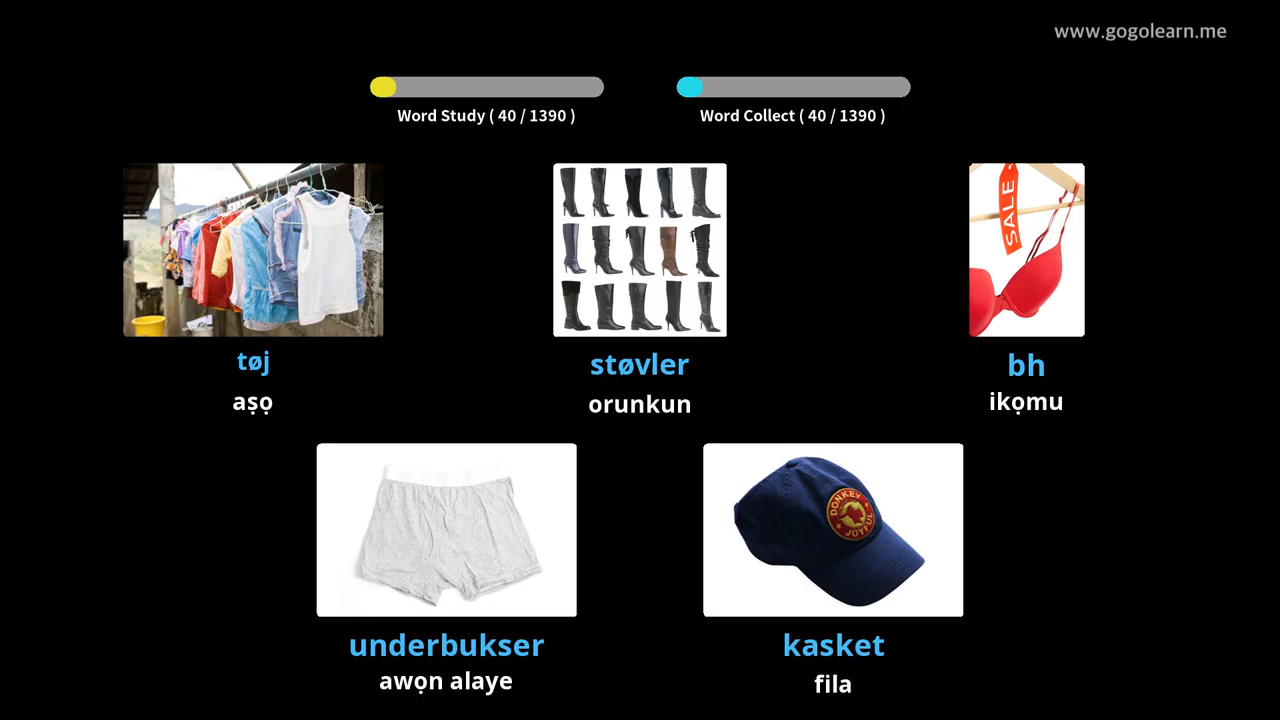 www.gogolearn.me
Word Study ( 40 / 1390 )
Word Collect ( 40 / 1390 )
SALE
tøj
støvler
bh
aṣọ
orunkun
ikọmu
DONKEY
JOYFUL
underbukser
kasket
awọn alaye
fila